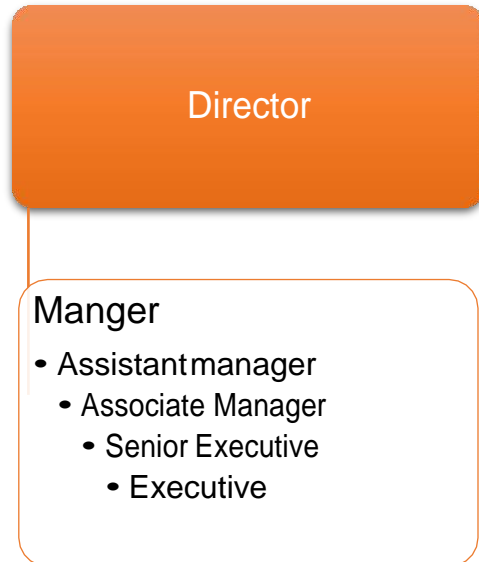 Director
Manger
• Assistantmanager
• Associate Manager
• Senior Executive
• Executive